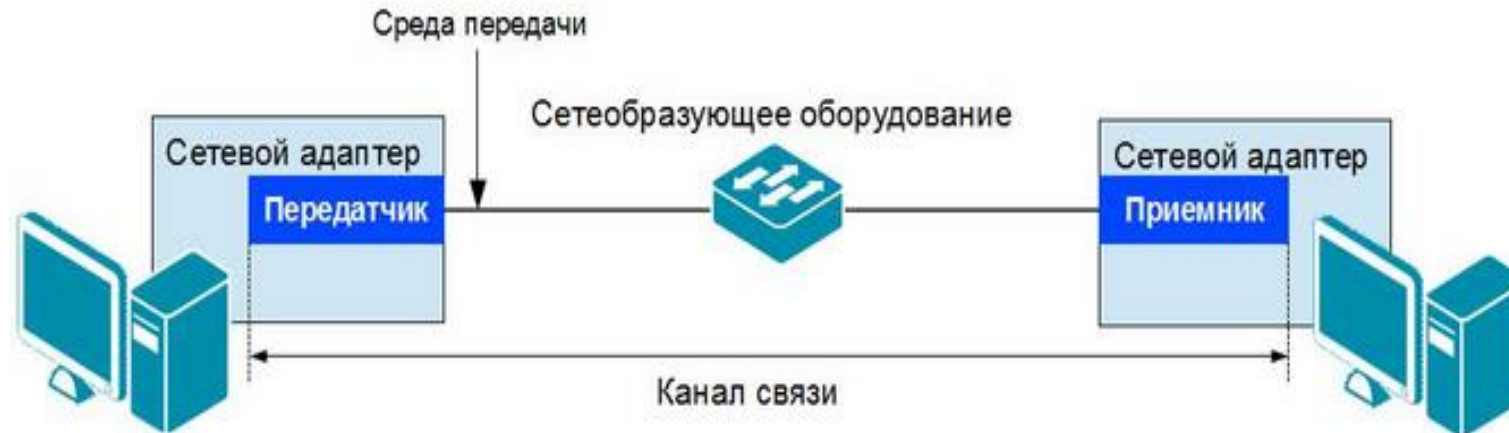 Среда передачи
Сетеобразующее оборудование
Сетевой адаптер
Передатчик
Сетевой адаптер
Приемник
Канал связи